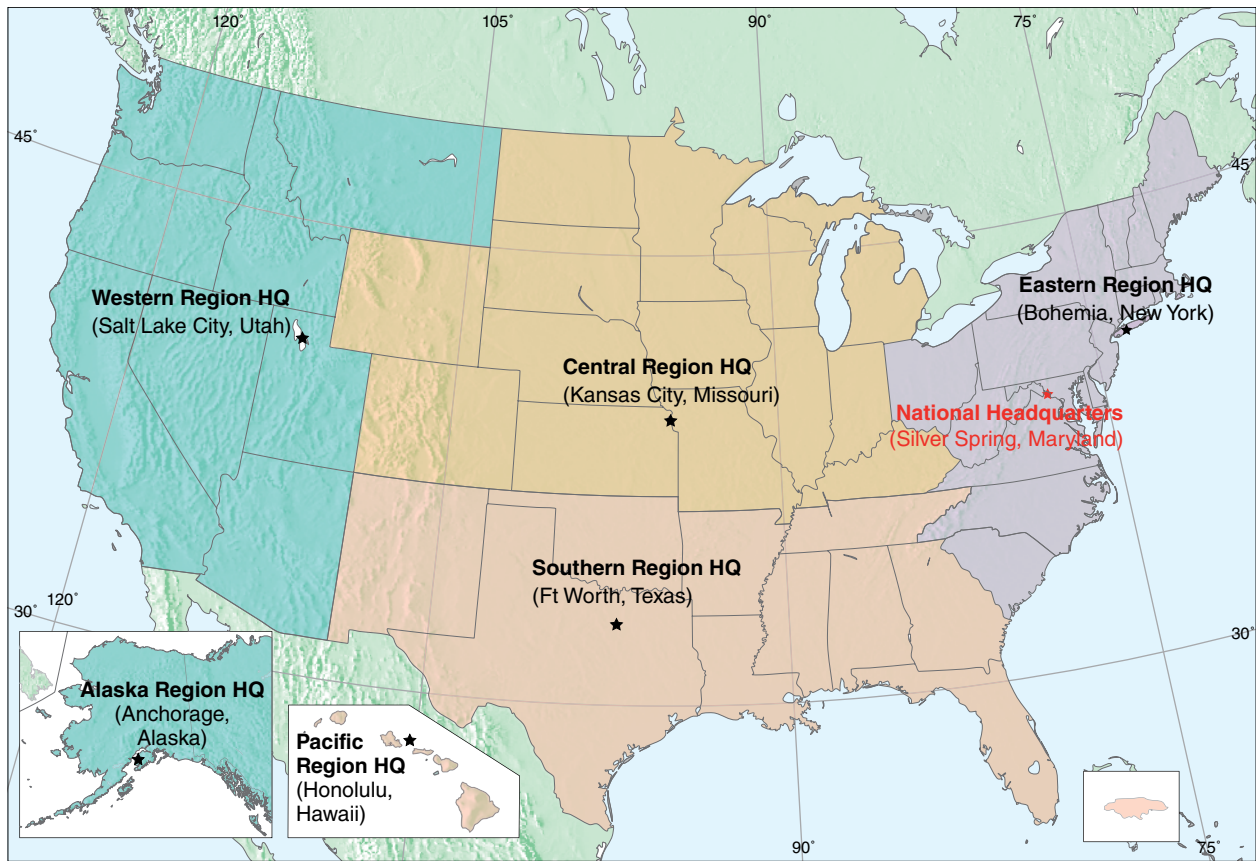 120°
105°
90°
75°
45°
45°
Western Region HQ
(Salt Lake City, Utah)
Eastern Region HQ
(Bohemia, New York)
Central Region HQ
(Kansas City, Missouri)
National Headquarters
(Silver Spring, Maryland)
Southern Region HQ
(Ft Worth, Texas)
30°
120°
30°
Alaska Region HQ
(Anchorage,
Alaska)
Pacific
Region HQ
(Honolulu,
Hawaii)
90°
75°